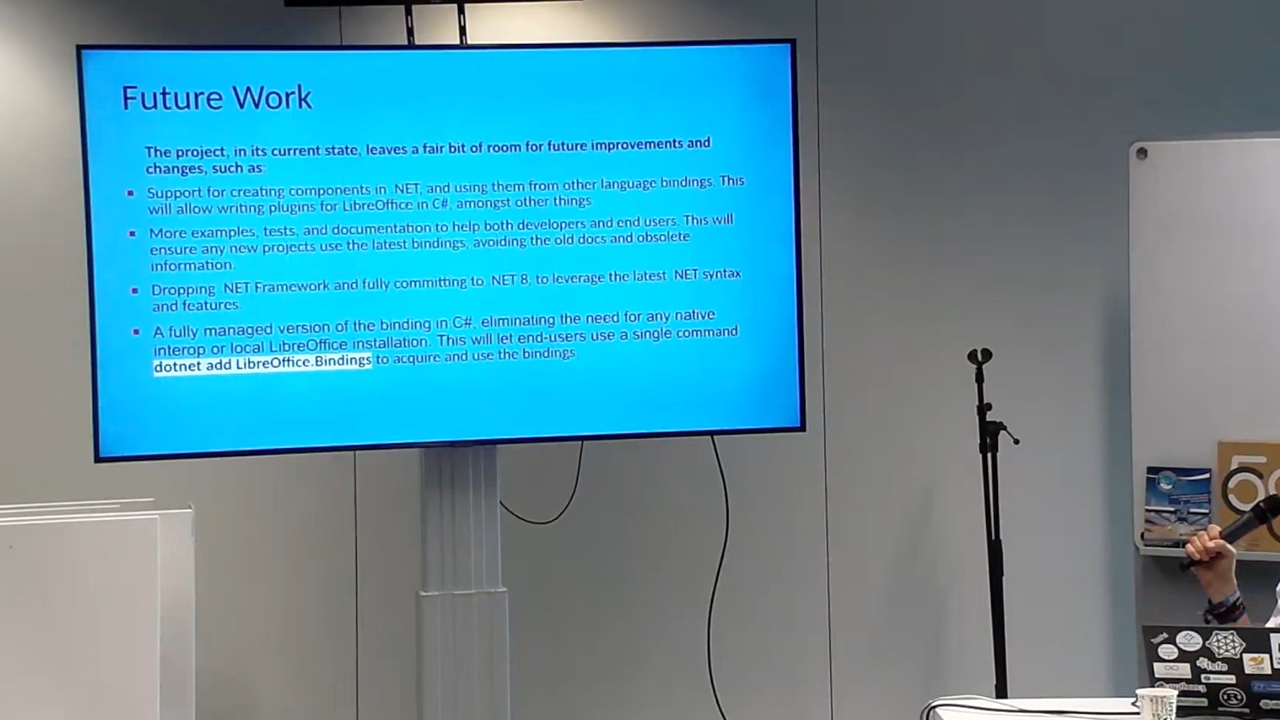 Future Work
The project, in its current state, leaves a fair bit of room for future improvements and
changes, such as:
Support for creating components in .NET, and using them from other language bindings. This
will allow writing plugins for LibreOffice in C#, amongst other things
More examples, tests, and documentation to help both developers and end users. This will
ensure any new projects use the latest bindings, avoiding the old docs and obsolete
information.
Dropping .NET Framework and fully committing to .NET 8, to leverage the latest .NET syntax
and features
A fully managed version of the binding in C#, eliminating the need for any native
interop or local LibreOffice installation. This will let end-users use a single command
dotnet add LibreOffice.Bindings to acquire and use the bindings